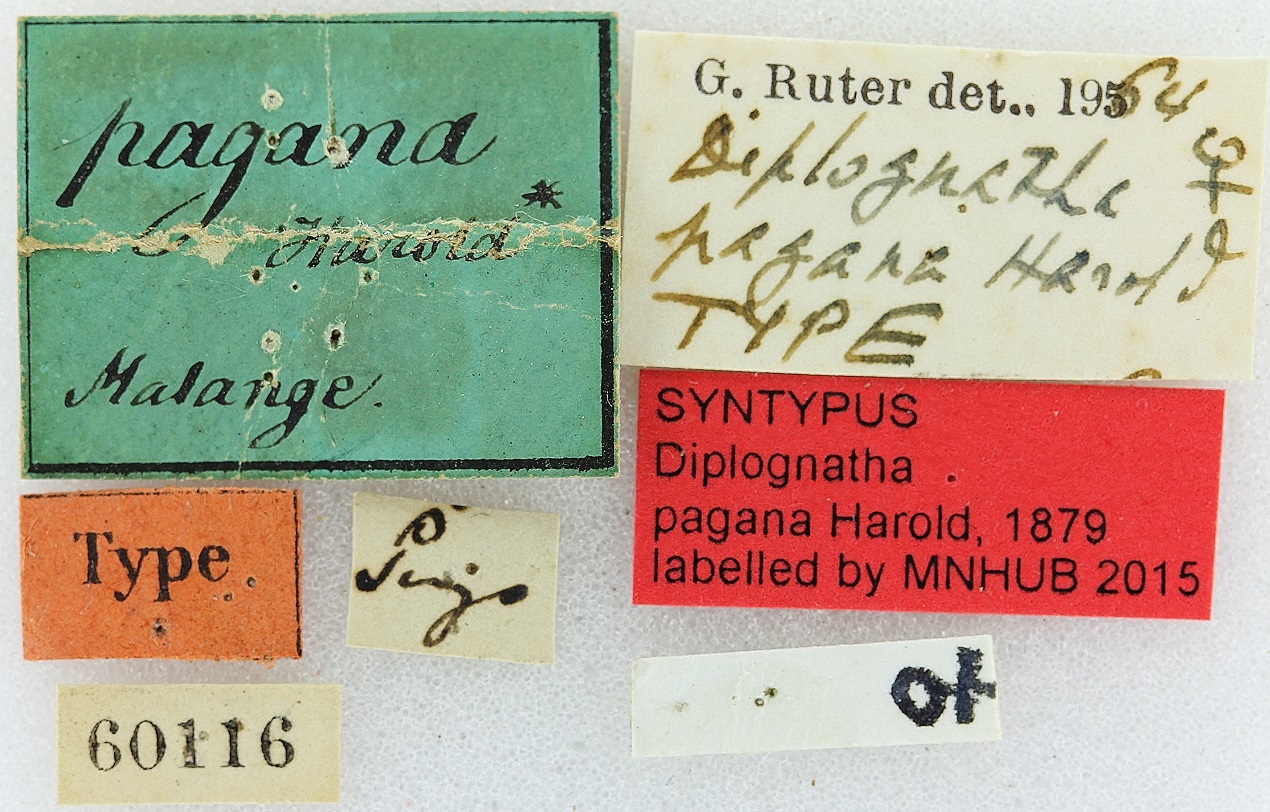 pagana
Harold *
Malange.
G. Ruter det.. 1964 ♀
Diplognatha
pagana Harold
TYPE
SYNTYPUS
Diplognatha
pagana Harold, 1879
labelled by MNHUB 2015
Type.
60116
♀